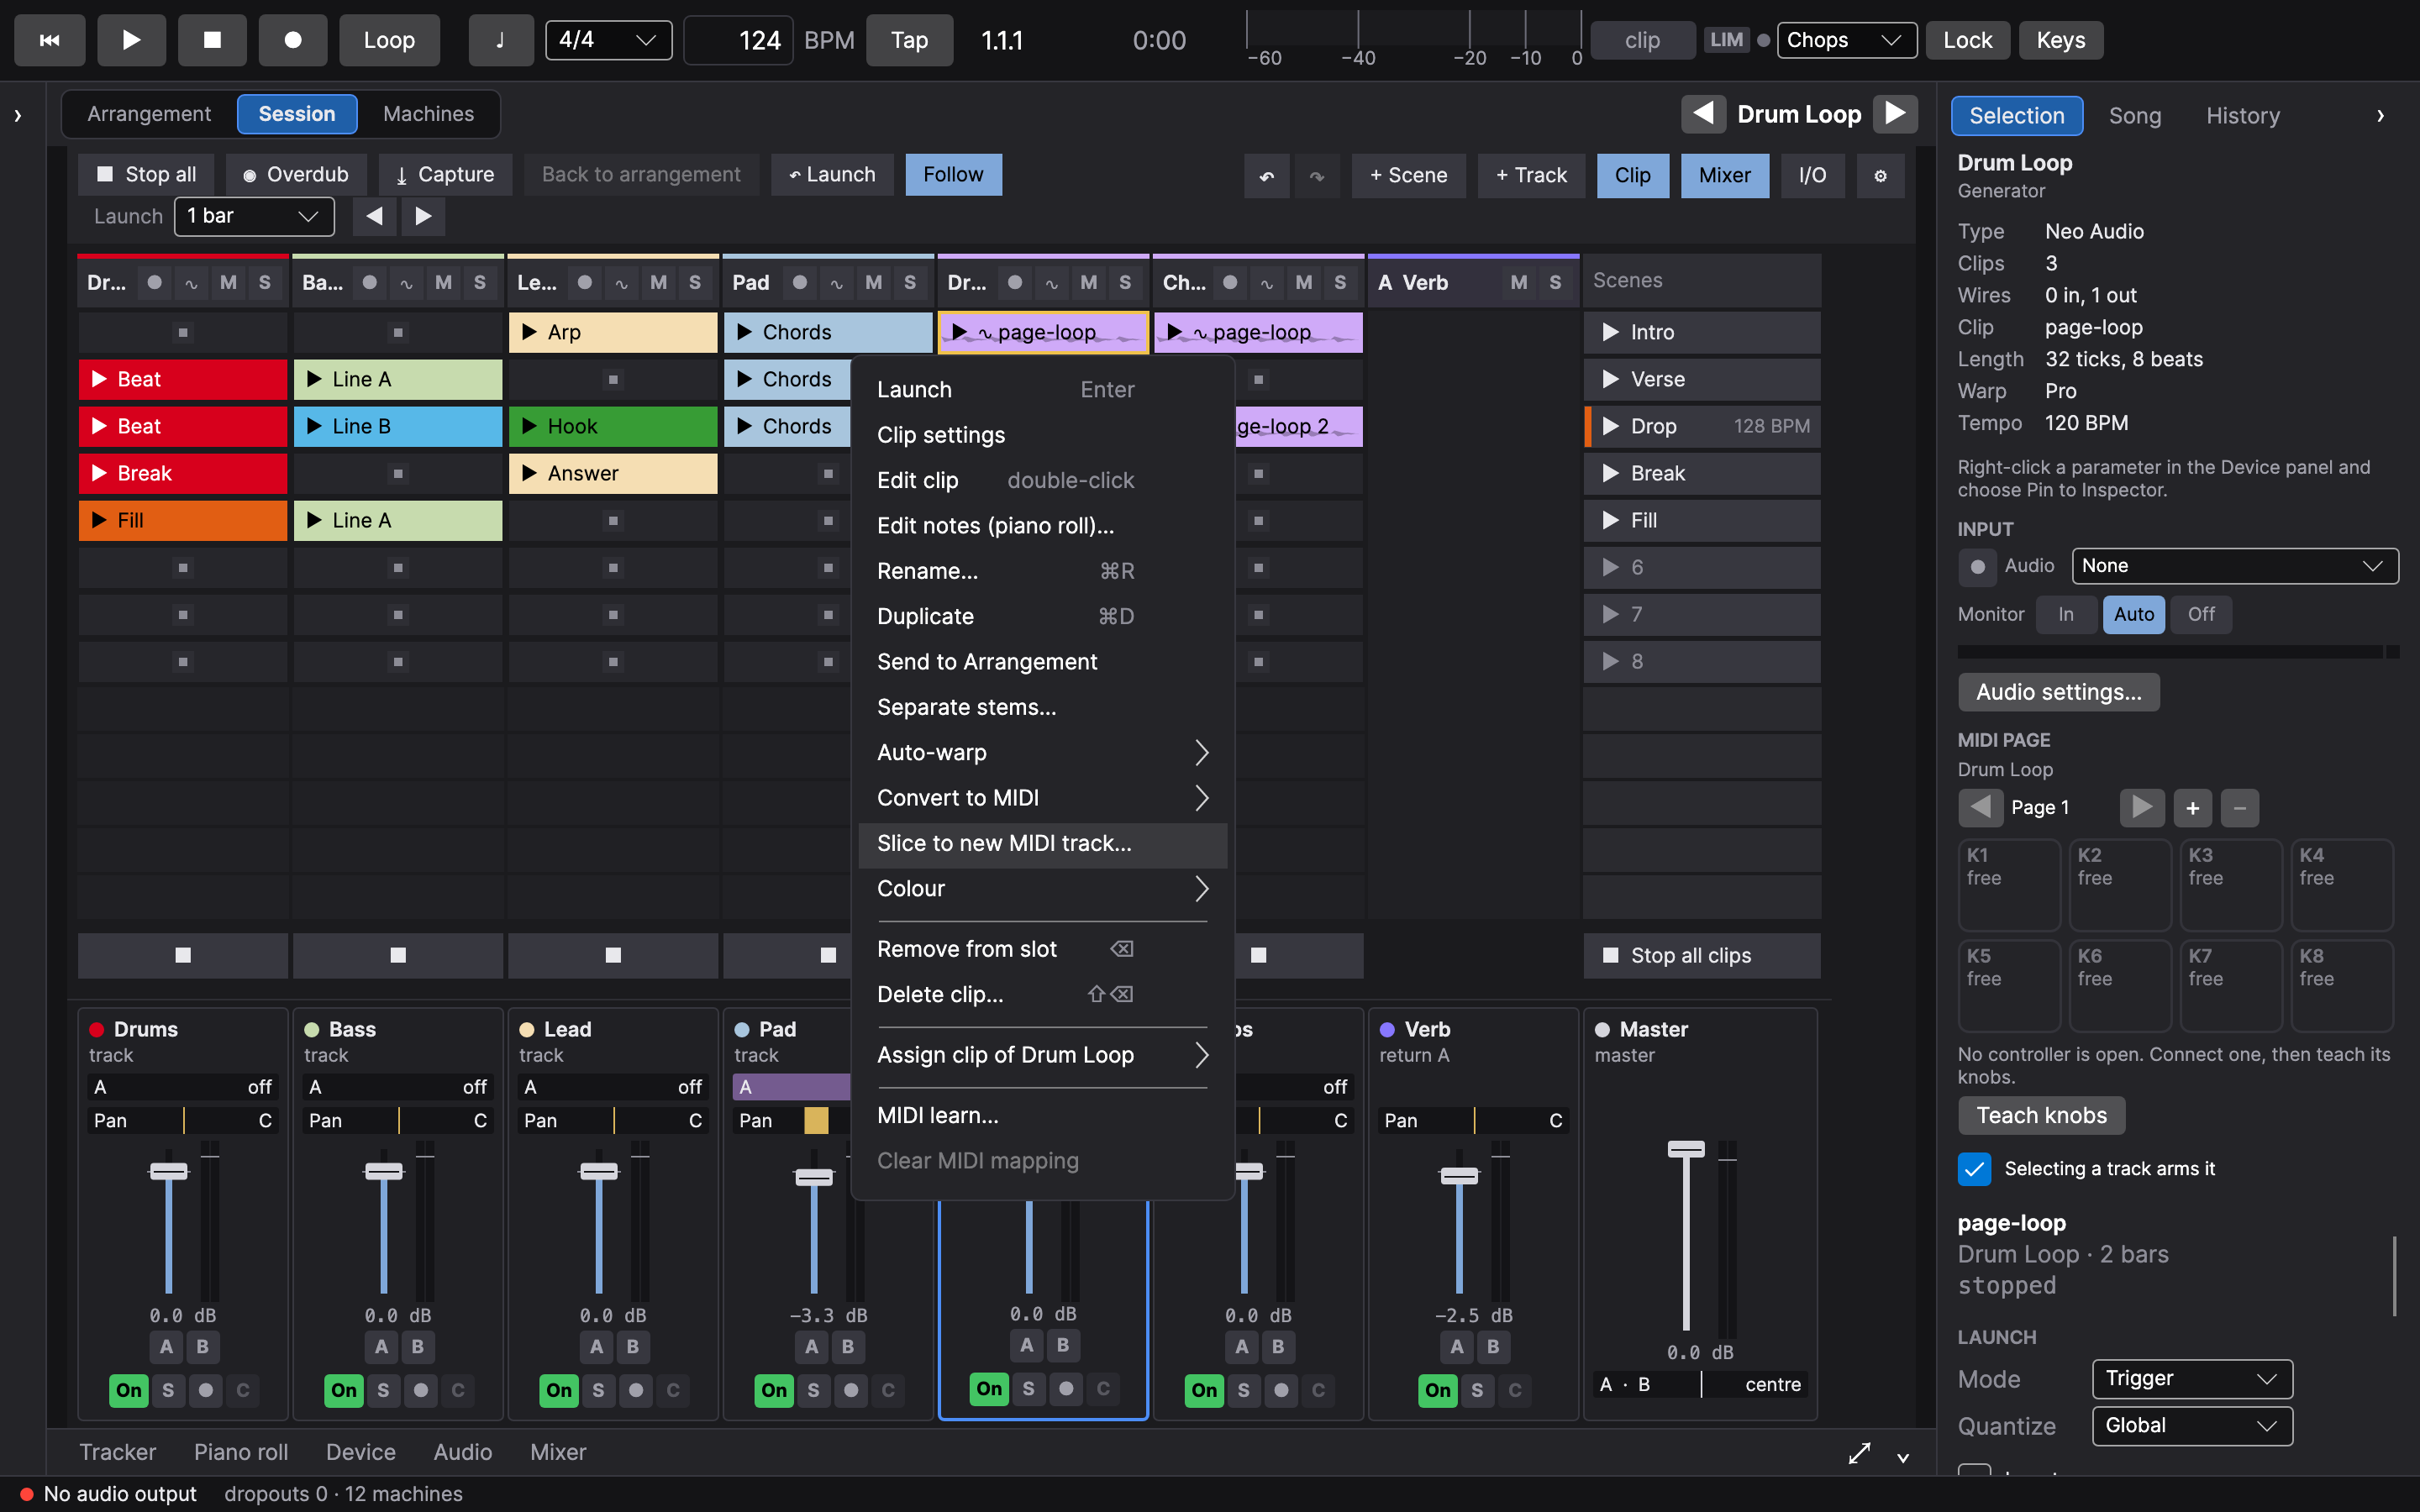 Loop
4/4
124 BPM
Tap
1.1.1
0:00
−60 −40 −20 −10 0
clip
LIM
Chops
Lock
Keys
Arrangement Session Machines
Drum Loop
Selection Song History
Stop all
Overdub
Capture
Back to arrangement
Launch
Follow
+ Scene
+ Track
Clip
Mixer
I/O
Launch 1 bar
Dr... M S
Ba... M S
Le... M S
Pad M S
Dr... M S
Ch... M S
A Verb M S
Scenes
Arp Chords page-loop page-loop Intro
Beat Line A Chords Verse
Beat Line B Hook Chords ge-loop 2 Drop 128 BPM
Break Answer Break
Fill Line A Fill
6
7
8
Stop all clips
Launch Enter
Clip settings
Edit clip double-click
Edit notes (piano roll)...
Rename... ⌘R
Duplicate ⌘D
Send to Arrangement
Separate stems...
Auto-warp
Convert to MIDI
Slice to new MIDI track...
Colour
Remove from slot ⌫
Delete clip... ⇧⌫
Assign clip of Drum Loop
MIDI learn...
Clear MIDI mapping
Drums
track
A off
Pan C
0.0 dB
A B
On S C
Bass
track
A off
Pan C
0.0 dB
A B
On S C
Lead
track
A off
Pan C
0.0 dB
A B
On S C
Pad
track
A
Pan
−3.3 dB
A B
On S C
0.0 dB
A B
On S C
os
off
C
0.0 dB
A B
On S C
Verb
return A
Pan C
−2.5 dB
A B
On S C
Master
master
0.0 dB
A · B centre
Drum Loop
Generator
Type Neo Audio
Clips 3
Wires 0 in, 1 out
Clip page-loop
Length 32 ticks, 8 beats
Warp Pro
Tempo 120 BPM
Right-click a parameter in the Device panel and
choose Pin to Inspector.
INPUT
Audio None
Monitor In Auto Off
Audio settings...
MIDI PAGE
Drum Loop
Page 1 + −
K1 K2 K3 K4
free free free free
K5 K6 K7 K8
free free free free
No controller is open. Connect one, then teach its
knobs.
Teach knobs
Selecting a track arms it
page-loop
Drum Loop · 2 bars
stopped
LAUNCH
Mode Trigger
Quantize Global
Tracker Piano roll Device Audio Mixer
No audio output dropouts 0 · 12 machines